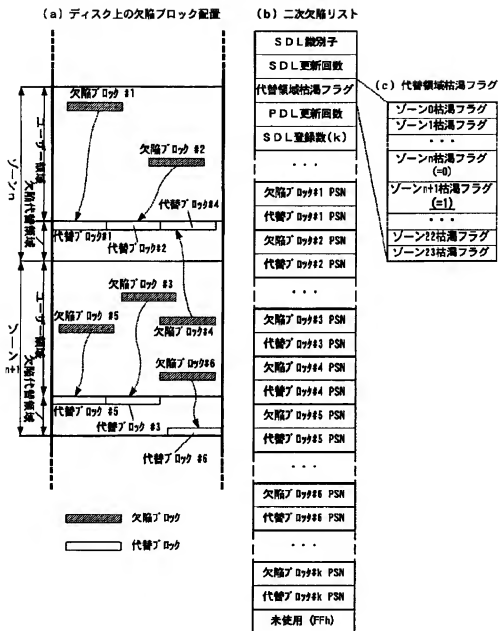 (a) ディスク上の欠陥ブロック配置
欠陥ブロック #1
欠陥ブロック #2
代替ブロック#4
代替ブロック#1
代替ブロック#2
欠陥ブロック #3
欠陥ブロック #5
欠陥ブロック#4
欠陥ブロック#6
代替ブロック #5
代替ブロック #3
代替ブロック #6
ゾーンn
ユーザー領域
欠陥代替領域
ゾーンn+1
ユーザー領域
欠陥代替領域
欠陥ブロック
代替ブロック
(b) 二次欠陥リスト
SDL識別子
SDL更新回数
代替領域枯渇フラグ
PDL更新回数
SDL登録数(k)
・・・
欠陥ブロック#1 PSN
代替ブロック#1 PSN
欠陥ブロック#2 PSN
代替ブロック#2 PSN
・・・
欠陥ブロック#3 PSN
代替ブロック#3 PSN
欠陥ブロック#4 PSN
代替ブロック#4 PSN
欠陥ブロック#5 PSN
代替ブロック#5 PSN
・・・
欠陥ブロック#6 PSN
代替ブロック#6 PSN
・・・
欠陥ブロック#k PSN
代替ブロック#k PSN
未使用 (FFh)
(c) 代替領域枯渇フラグ
ゾーン0枯渇フラグ
ゾーン1枯渇フラグ
・・・
ゾーンn枯渇フラグ
(=0)
ゾーンn+1枯渇フラグ
(=1)
・・・
ゾーン22枯渇フラグ
ゾーン23枯渇フラグ